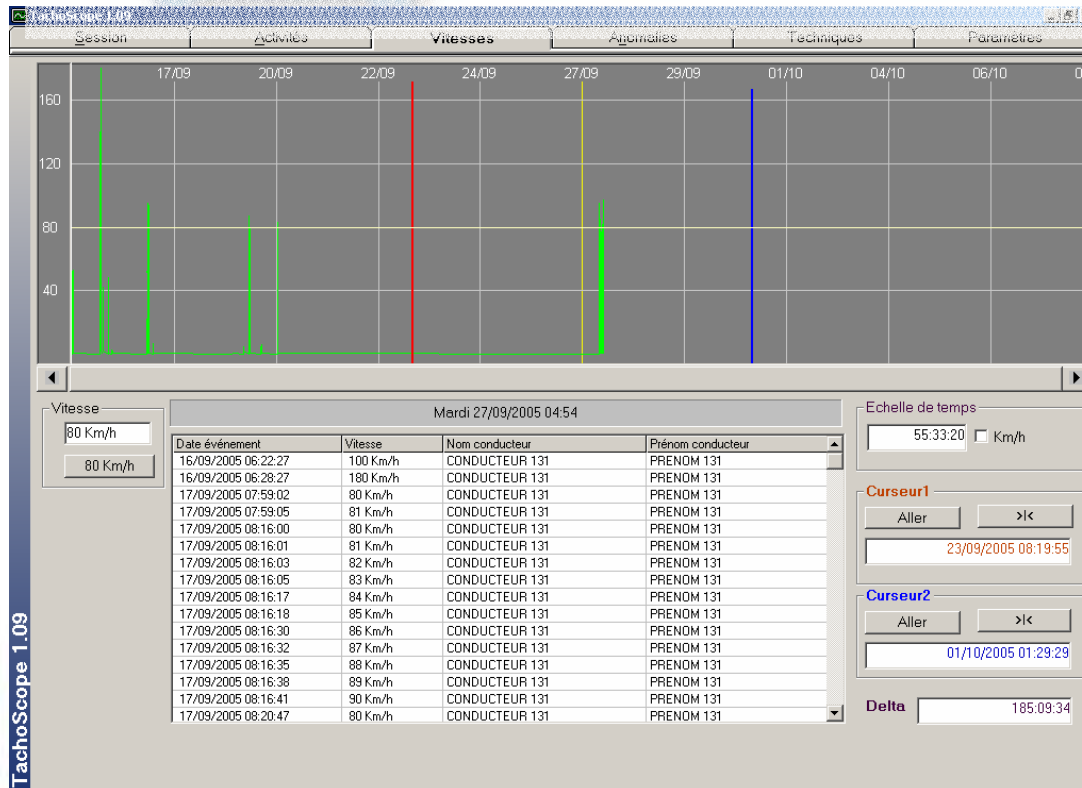 TachoScope 1.09
Session Activités Vitesses Anomalies Techniques Paramètres
17/09 20/09 22/09 24/09 27/09 29/09 01/10 04/10 06/10 0
160
120
80
40
Vitesse
80 Km/h
80 Km/h
Mardi 27/09/2005 04:54
Date événement Vitesse Nom conducteur Prénom conducteur
16/09/2005 06:22:27 100 Km/h CONDUCTEUR 131 PRENOM 131
16/09/2005 06:28:27 180 Km/h CONDUCTEUR 131 PRENOM 131
17/09/2005 07:59:02 80 Km/h CONDUCTEUR 131 PRENOM 131
17/09/2005 07:59:05 81 Km/h CONDUCTEUR 131 PRENOM 131
17/09/2005 08:16:00 80 Km/h CONDUCTEUR 131 PRENOM 131
17/09/2005 08:16:01 81 Km/h CONDUCTEUR 131 PRENOM 131
17/09/2005 08:16:03 82 Km/h CONDUCTEUR 131 PRENOM 131
17/09/2005 08:16:05 83 Km/h CONDUCTEUR 131 PRENOM 131
17/09/2005 08:16:17 84 Km/h CONDUCTEUR 131 PRENOM 131
17/09/2005 08:16:18 85 Km/h CONDUCTEUR 131 PRENOM 131
17/09/2005 08:16:30 86 Km/h CONDUCTEUR 131 PRENOM 131
17/09/2005 08:16:32 87 Km/h CONDUCTEUR 131 PRENOM 131
17/09/2005 08:16:35 88 Km/h CONDUCTEUR 131 PRENOM 131
17/09/2005 08:16:38 89 Km/h CONDUCTEUR 131 PRENOM 131
17/09/2005 08:16:41 90 Km/h CONDUCTEUR 131 PRENOM 131
17/09/2005 08:20:47 80 Km/h CONDUCTEUR 131 PRENOM 131
Echelle de temps
55:33:20 Km/h
Curseur1
Aller >|<
23/09/2005 08:19:55
Curseur2
Aller >|<
01/10/2005 01:29:29
Delta 185:09:34
TachoScope 1.09